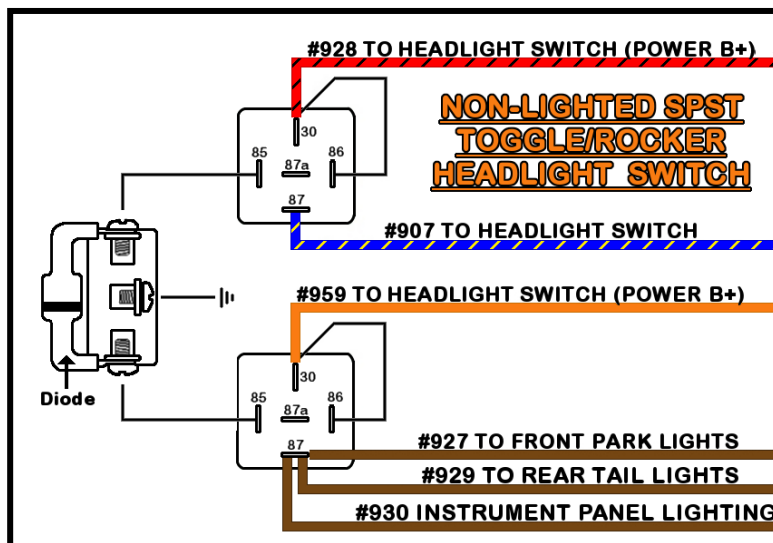 #928 TO HEADLIGHT SWITCH (POWER B+)
NON-LIGHTED SPST
TOGGLE/ROCKER
HEADLIGHT SWITCH
30
85
87a
86
87
#907 TO HEADLIGHT SWITCH
#959 TO HEADLIGHT SWITCH (POWER B+)
Diode
30
85
87a
86
87
#927 TO FRONT PARK LIGHTS
#929 TO REAR TAIL LIGHTS
#930 INSTRUMENT PANEL LIGHTING